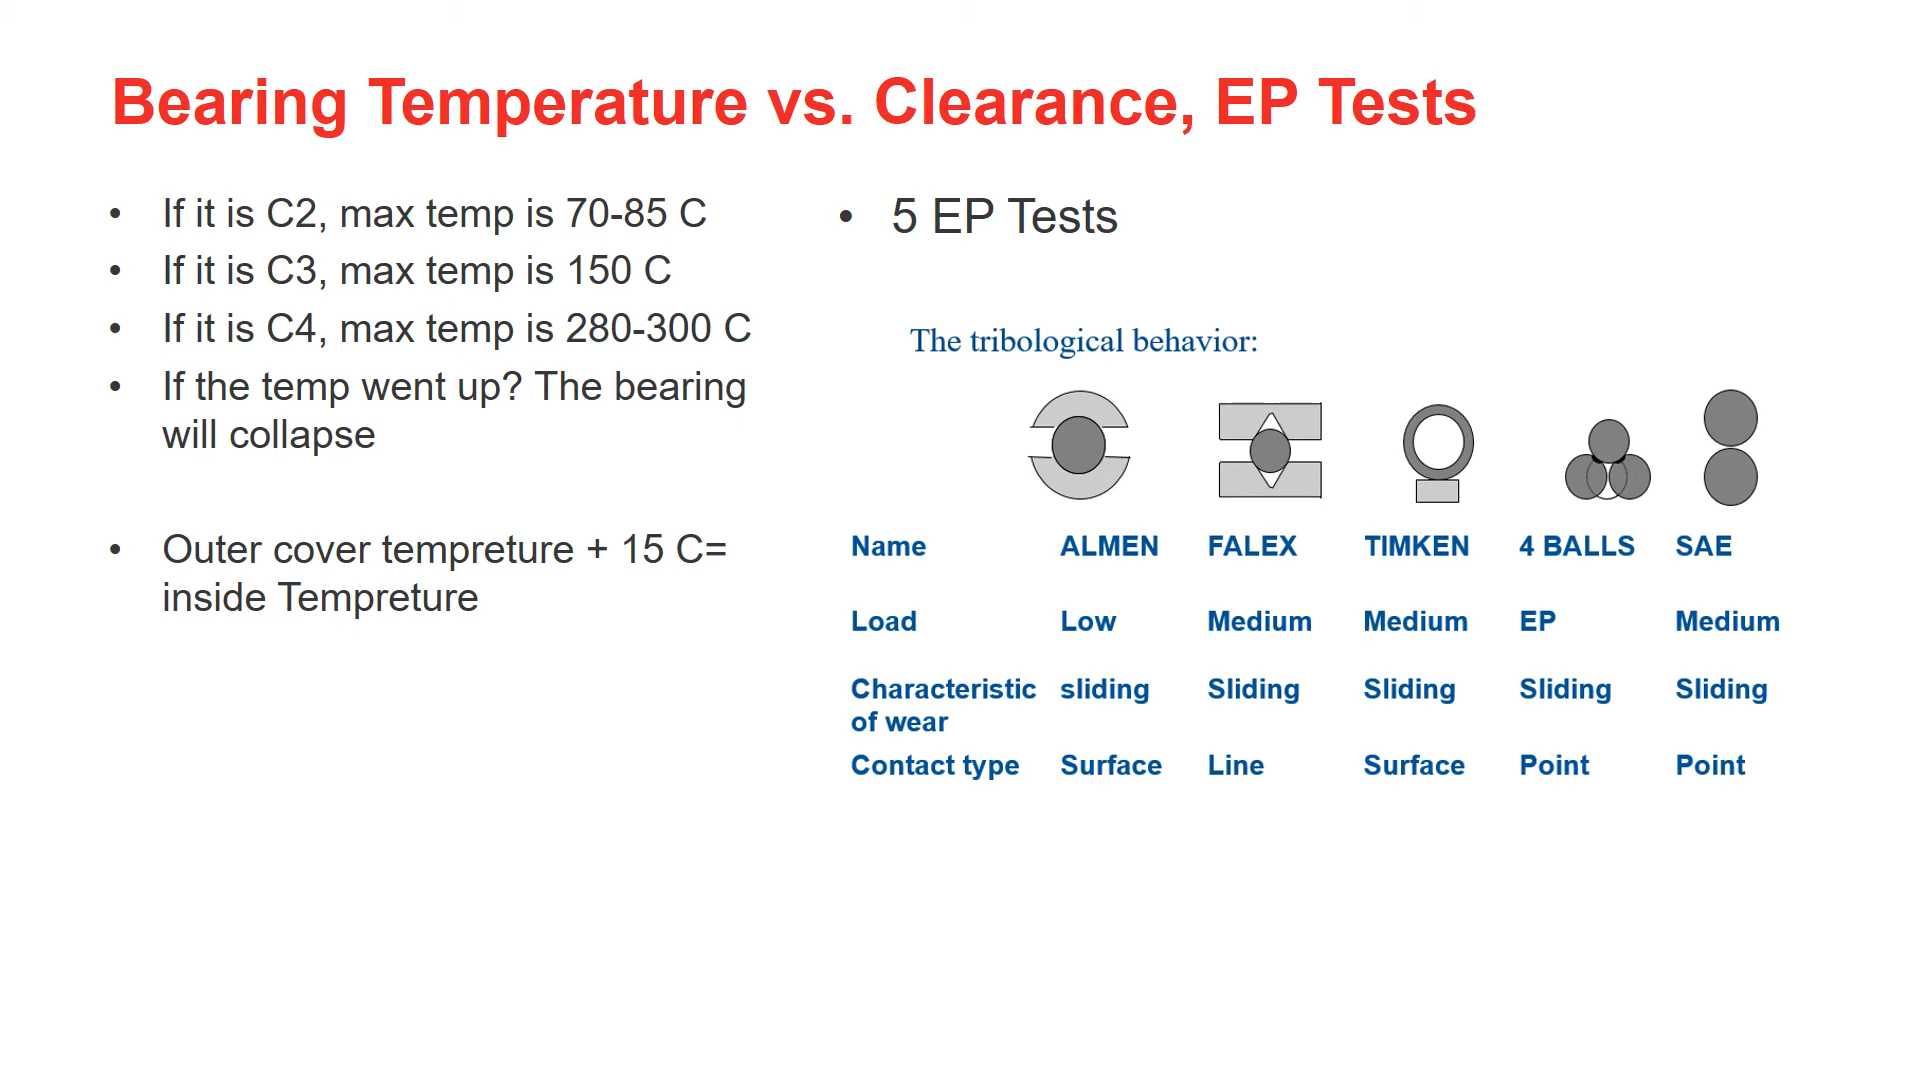 Bearing Temperature vs. Clearance, EP Tests
• If it is C2, max temp is 70-85 C
• If it is C3, max temp is 150 C
• If it is C4, max temp is 280-300 C
• If the temp went up? The bearing
will collapse
• Outer cover tempreture + 15 C=
inside Tempreture
• 5 EP Tests
The tribological behavior:
Name ALMEN FALEX TIMKEN 4 BALLS SAE
Load Low Medium Medium EP Medium
Characteristic sliding Sliding Sliding Sliding Sliding
of wear
Contact type Surface Line Surface Point Point